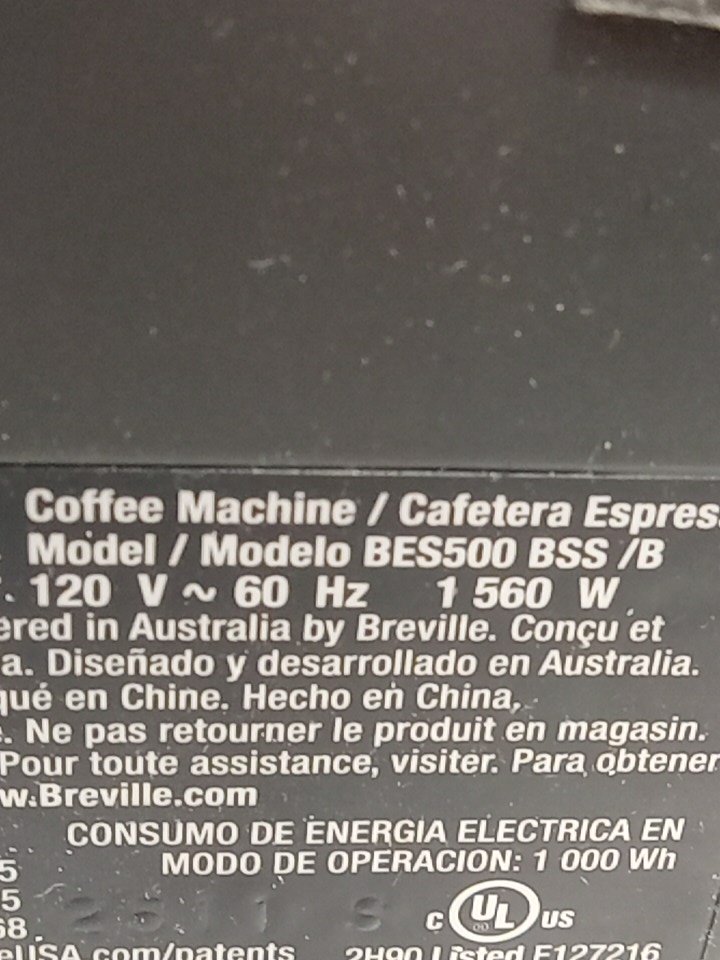 Coffee Machine / Cafetera Espres
Model / Modelo BES500 BSS /B
120 V ~ 60 Hz 1 560 W
ered in Australia by Breville. Conçu et
a. Diseñado y desarrollado en Australia.
qué en Chine. Hecho en China,
. Ne pas retourner le produit en magasin.
Pour toute assistance, visiter. Para obtener
w.Breville.com
CONSUMO DE ENERGIA ELECTRICA EN
5 MODO DE OPERACION: 1 000 Wh
5
68
c UL us
eUSA.com/patents 2H90 Listed E127216